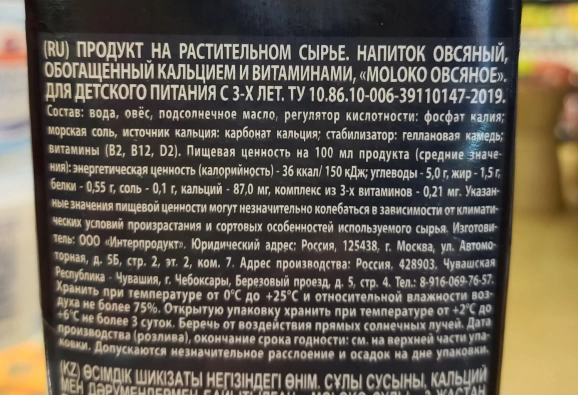 (RU) ПРОДУКТ НА РАСТИТЕЛЬНОМ СЫРЬЕ. НАПИТОК ОВСЯНЫЙ,
ОБОГАЩЕННЫЙ КАЛЬЦИЕМ И ВИТАМИНАМИ, «MOLOKO ОВСЯНОЕ».
ДЛЯ ДЕТСКОГО ПИТАНИЯ С 3-Х ЛЕТ. ТУ 10.86.10-006-39110147-2019.
Состав: вода, овёс, подсолнечное масло, регулятор кислотности: фосфат калия;
морская соль, источник кальция: карбонат кальция; стабилизатор: геллановая камедь;
витамины (B2, B12, D2). Пищевая ценность на 100 мл продукта (средние значе-
ния): энергетическая ценность (калорийность) - 36 ккал/ 150 кДж; углеводы - 5,0 г, жир - 1,5 г,
белки - 0,55 г, соль - 0,1 г, кальций - 87,0 мг, комплекс из 3-х витаминов - 0,21 мг. Указан-
ные значения пищевой ценности могут незначительно колебаться в зависимости от климати-
ческих условий произрастания и сортовых особенностей используемого сырья. Изготови-
тель: ООО «Интерпродукт». Юридический адрес: Россия, 125438, г. Москва, ул. Автомо-
торная, д. 5Б, стр. 2, эт. 2, ком. 7. Адрес производства: Россия, 428903, Чувашская
Республика - Чувашия, г. Чебоксары, Березовый проезд, д. 5, стр. 4. Тел.: 8-916-069-76-57.
Хранить при температуре от 0°C до +25°C и относительной влажности воз-
духа не более 75%. Открытую упаковку хранить при температуре от +2°C до
+6°C не более 3 суток. Беречь от воздействия прямых солнечных лучей. Дата
производства (розлива), окончание срока годности: см. на верхней части упа-
ковки. Допускаются незначительное расслоение и осадок на дне упаковки.
(KZ) ӨСІМДІК ШИКІЗАТЫ НЕГІЗІНДЕГІ ӨНІМ. СҰЛЫ СУСЫНЫ, КАЛЬЦИЙ
МЕН ДӘРУМЕНДЕРМЕН БАЙЫТЫЛҒАН